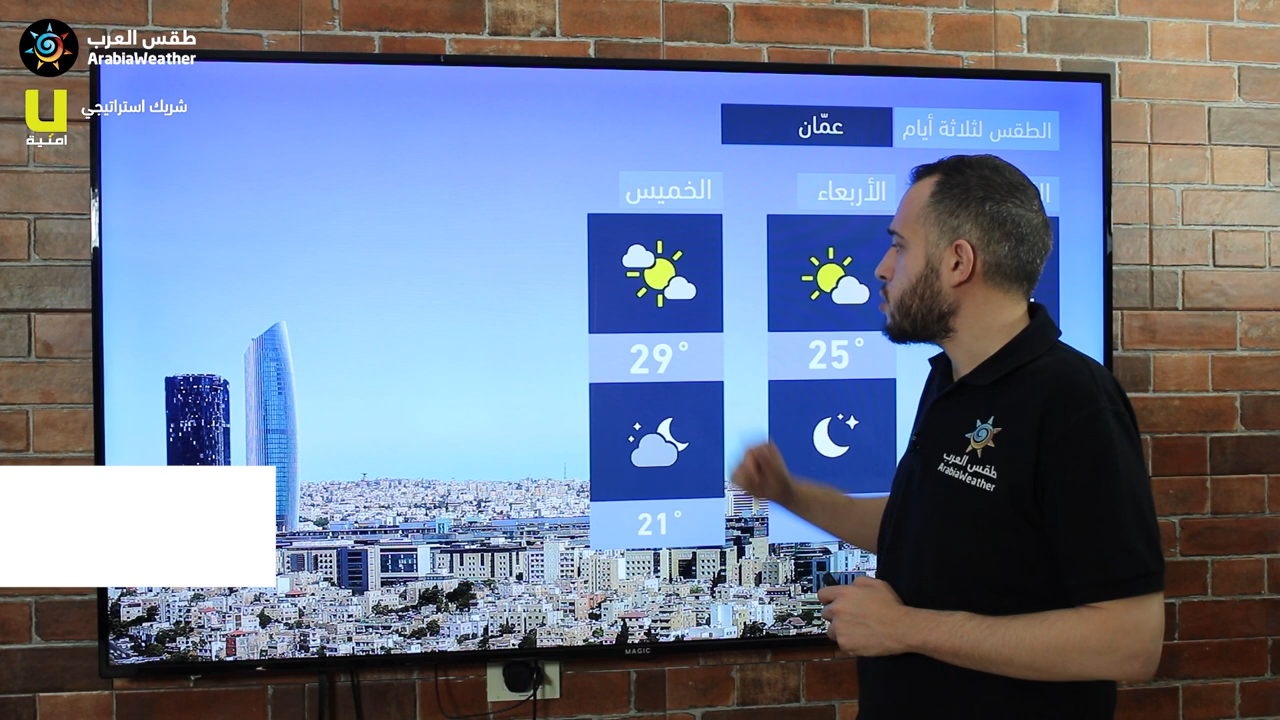 طقس العرب
ArabiaWeather
شريك استراتيجي
امنية
الطقس لثلاثة أيام
عمّان
الأربعاء
الخميس
25°
29°
21°
طقس العرب
ArabiaWeather
MAGIC